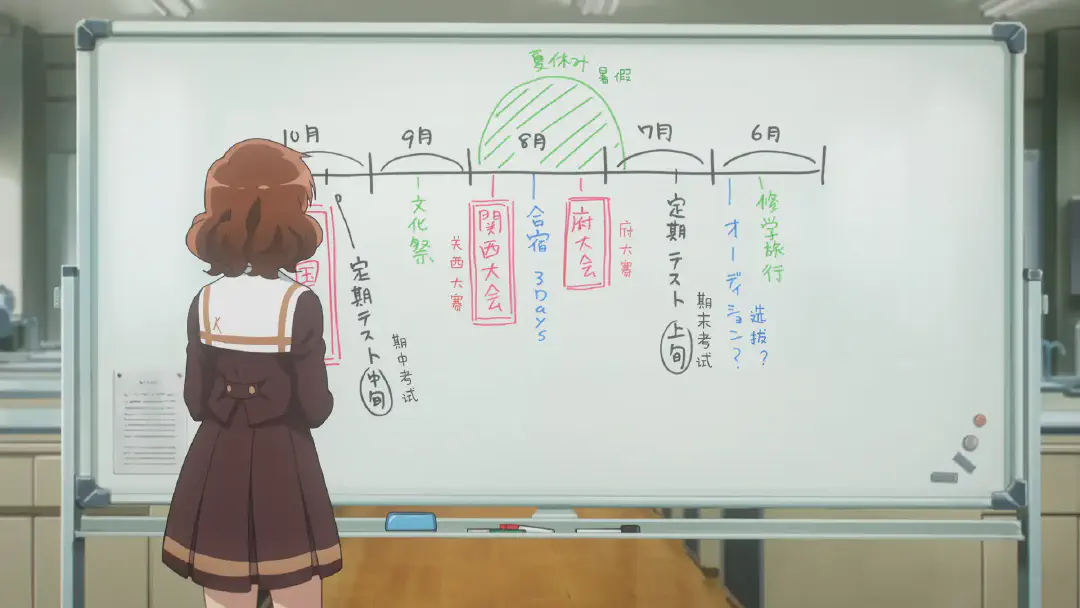 夏休み
暑假
10月
9月
8月
7月
6月
修学旅行
オーディション?
选拔?
定期テスト 上旬
期末考试
府大会
府大赛
合宿 3Days
関西大会
关西大赛
文化祭
定期テスト 中旬
期中考试
国
K